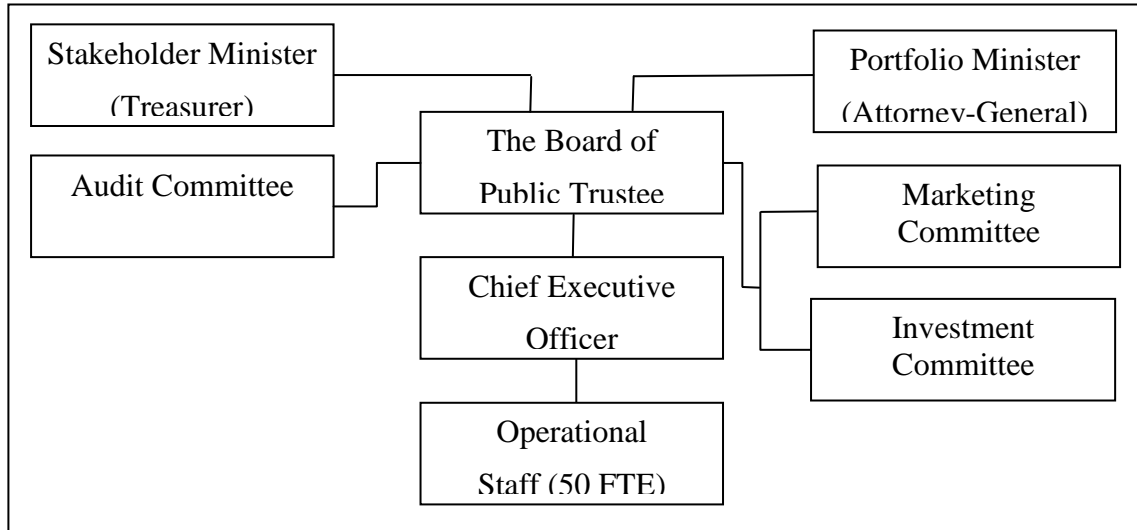 Stakeholder Minister
(Treasurer)
Portfolio Minister
(Attorney-General)
The Board of
Public Trustee
Audit Committee
Marketing
Committee
Chief Executive
Officer
Investment
Committee
Operational
Staff (50 FTE)